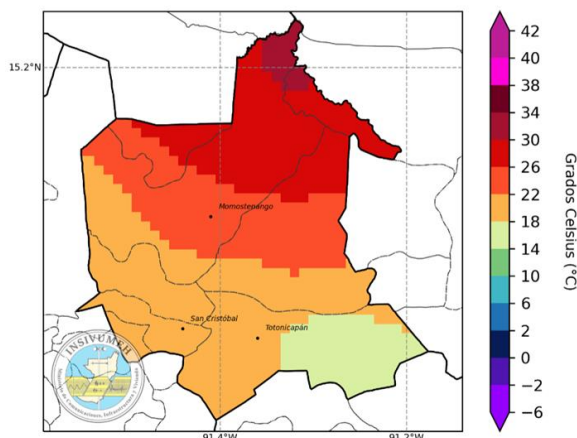 15.2°N
Momostenango
San Cristóbal
Totonicapán
INSIVUMEH
91.4°W
91.2°W
42
40
38
34
30
26
22
18
14
10
6
2
0
−2
−6
Grados Celsius (°C)